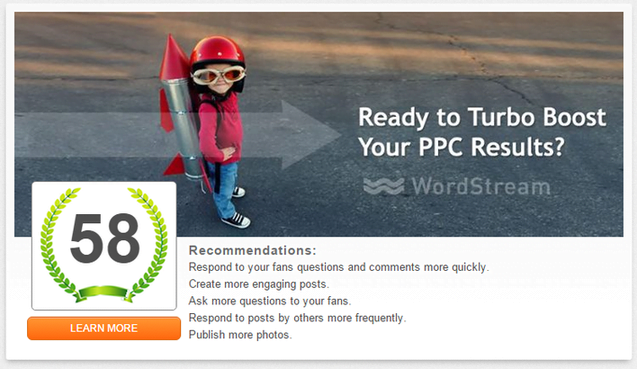 Ready to Turbo Boost
Your PPC Results?
WordStream
58
LEARN MORE
Recommendations:
Respond to your fans questions and comments more quickly.
Create more engaging posts.
Ask more questions to your fans.
Respond to posts by others more frequently.
Publish more photos.